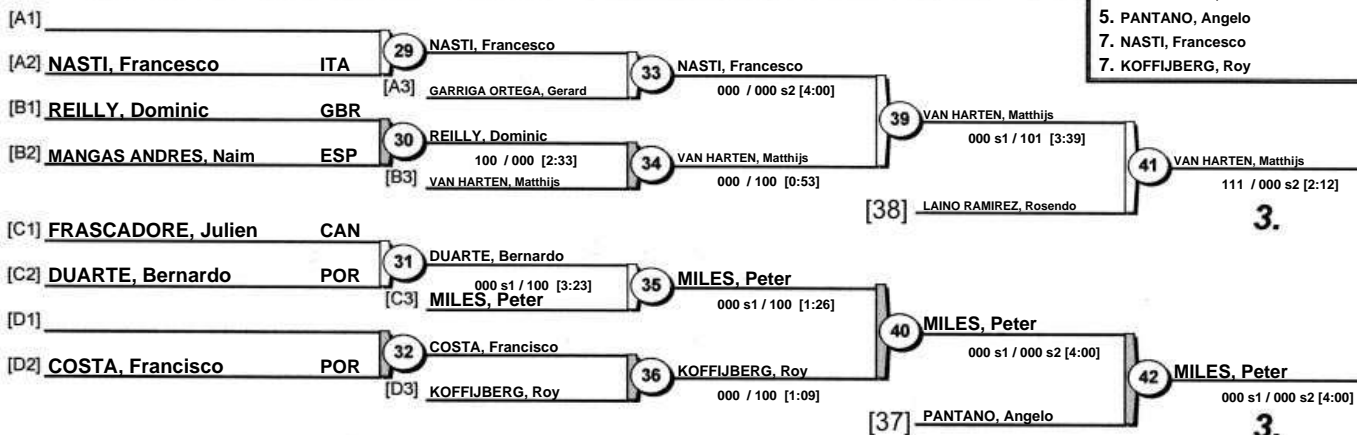 5. PANTANO, Angelo
7. NASTI, Francesco
7. KOFFIJBERG, Roy
[A1]
[A2] NASTI, Francesco ITA
29
NASTI, Francesco
[A3] GARRIGA ORTEGA, Gerard
33
NASTI, Francesco
000 / 000 s2 [4:00]
[B1] REILLY, Dominic GBR
[B2] MANGAS ANDRES, Naim ESP
30
REILLY, Dominic
100 / 000 [2:33]
[B3] VAN HARTEN, Matthijs
34
VAN HARTEN, Matthijs
000 / 100 [0:53]
39
VAN HARTEN, Matthijs
000 s1 / 101 [3:39]
[38] LAINO RAMIREZ, Rosendo
41
VAN HARTEN, Matthijs
111 / 000 s2 [2:12]
3.
[C1] FRASCADORE, Julien CAN
[C2] DUARTE, Bernardo POR
31
DUARTE, Bernardo
000 s1 / 100 [3:23]
[C3] MILES, Peter
35
MILES, Peter
000 s1 / 100 [1:26]
[D1]
[D2] COSTA, Francisco POR
32
COSTA, Francisco
[D3] KOFFIJBERG, Roy
36
KOFFIJBERG, Roy
000 / 100 [1:09]
40
MILES, Peter
000 s1 / 000 s2 [4:00]
[37] PANTANO, Angelo
42
MILES, Peter
000 s1 / 000 s2 [4:00]
3.